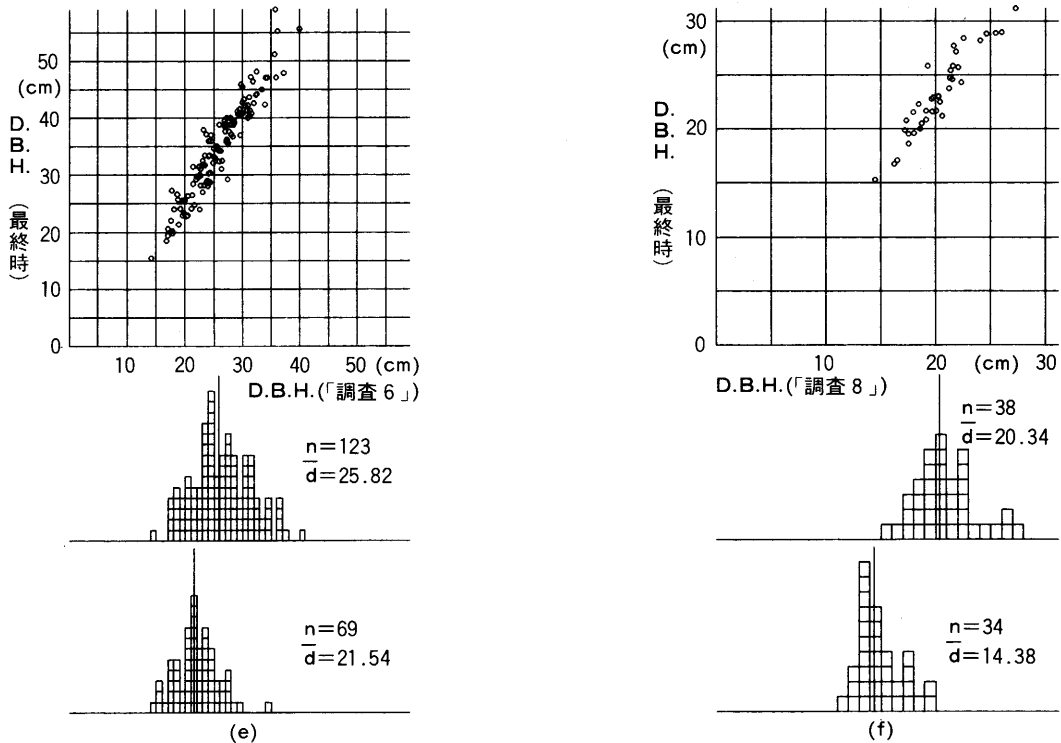 50
(cm)
40
D.
B.
H.
30
(最終時)
20
10
0
10 20 30 40 50 (cm)
D.B.H.(「調査 6 」)
n=123
d̅=25.82
n=69
d̅=21.54
(e)
30
(cm)
D.
B.
H.
20
(最終時)
10
0
10 20 (cm) 30
D.B.H.(「調査 8 」)
n=38
d̅=20.34
n=34
d̅=14.38
(f)